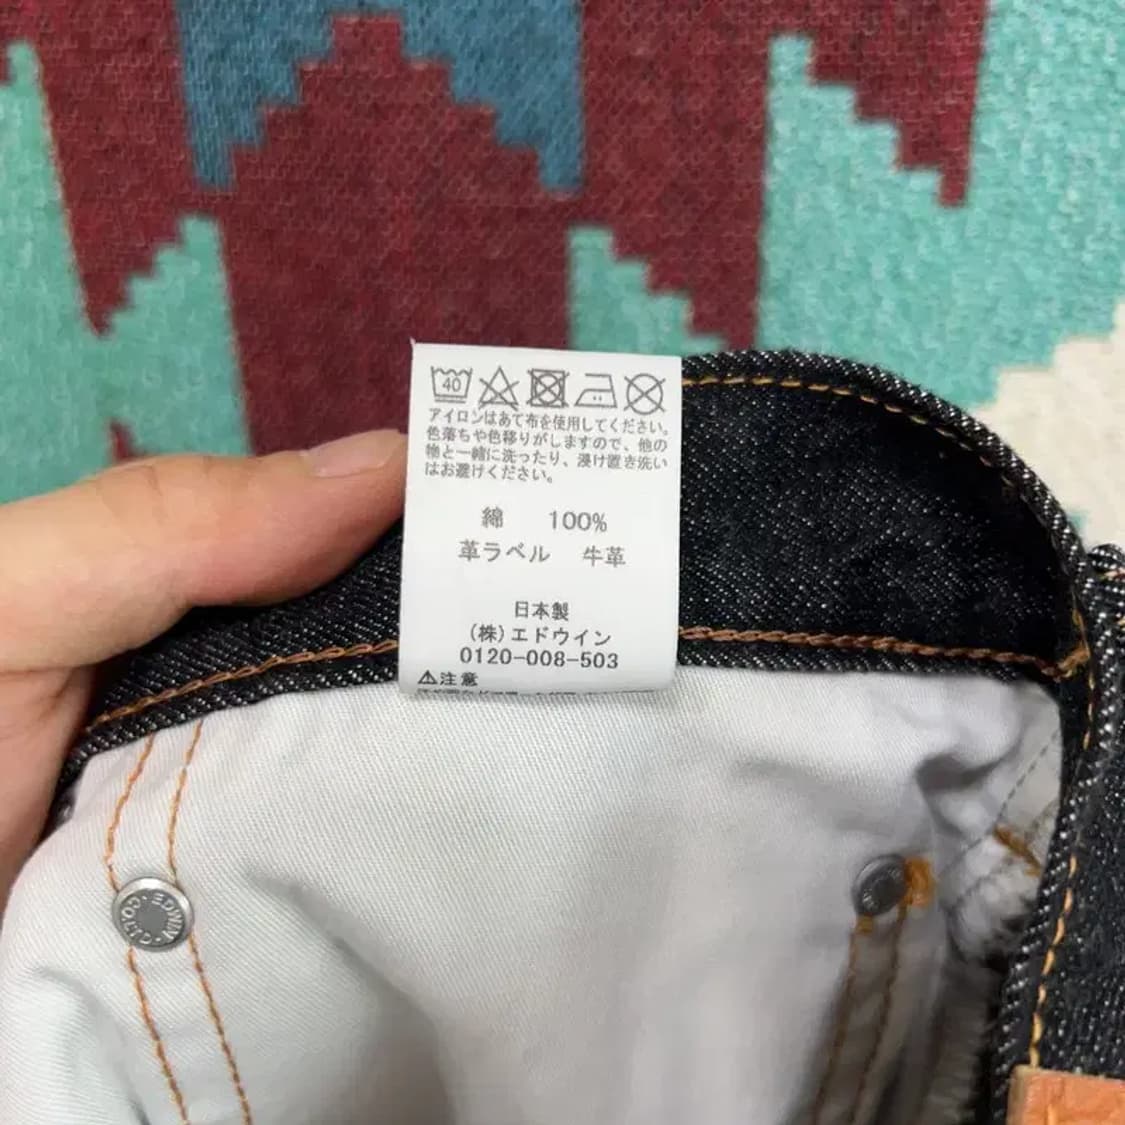 40
アイロンはあて布を使用してください。
色落ちや色移りがしますので、他の
物と一緒に洗ったり、浸け置き洗い
はお避けください。
綿 100%
革ラベル 牛革
日本製
(株)エドウイン
0120-008-503
⚠注意
CO.LTD.